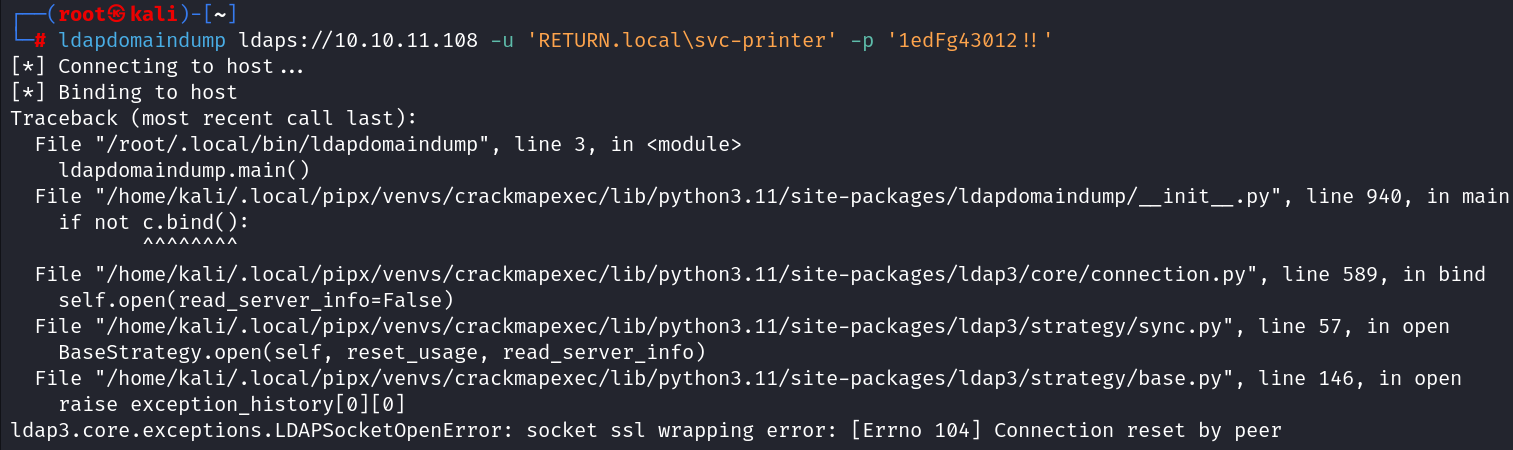 ┌──(root㉿kali)-[~]
└─# ldapdomaindump ldaps://10.10.11.108 -u 'RETURN.local\svc-printer' -p '1edFg43012!!'
[*] Connecting to host...
[*] Binding to host
Traceback (most recent call last):
  File "/root/.local/bin/ldapdomaindump", line 3, in <module>
    ldapdomaindump.main()
  File "/home/kali/.local/pipx/venvs/crackmapexec/lib/python3.11/site-packages/ldapdomaindump/__init__.py", line 940, in main
    if not c.bind():
           ^^^^^^^^
  File "/home/kali/.local/pipx/venvs/crackmapexec/lib/python3.11/site-packages/ldap3/core/connection.py", line 589, in bind
    self.open(read_server_info=False)
  File "/home/kali/.local/pipx/venvs/crackmapexec/lib/python3.11/site-packages/ldap3/strategy/sync.py", line 57, in open
    BaseStrategy.open(self, reset_usage, read_server_info)
  File "/home/kali/.local/pipx/venvs/crackmapexec/lib/python3.11/site-packages/ldap3/strategy/base.py", line 146, in open
    raise exception_history[0][0]
ldap3.core.exceptions.LDAPSocketOpenError: socket ssl wrapping error: [Errno 104] Connection reset by peer